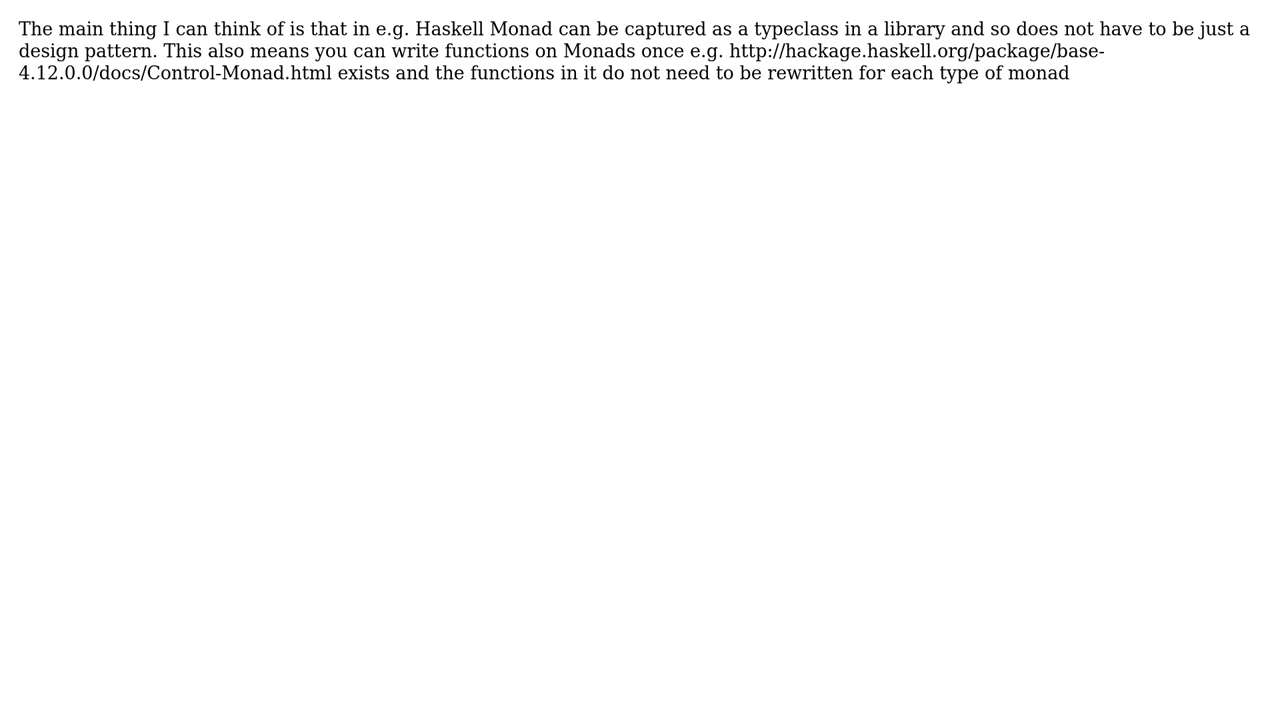 The main thing I can think of is that in e.g. Haskell Monad can be captured as a typeclass in a library and so does not have to be just a
design pattern. This also means you can write functions on Monads once e.g. http://hackage.haskell.org/package/base-
4.12.0.0/docs/Control-Monad.html exists and the functions in it do not need to be rewritten for each type of monad